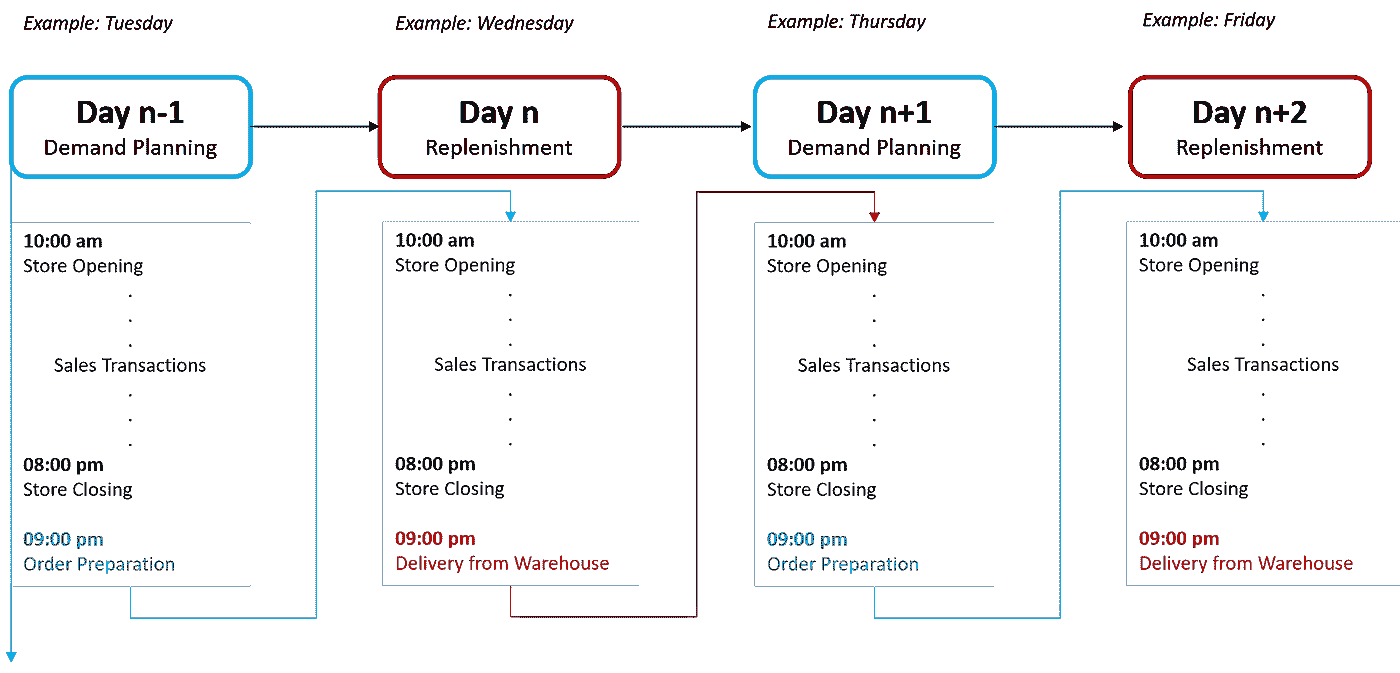 Example: Tuesday
Example: Wednesday
Example: Thursday
Example: Friday
Day n-1
Demand Planning
Day n
Replenishment
Day n+1
Demand Planning
Day n+2
Replenishment
10:00 am
Store Opening
Sales Transactions
08:00 pm
Store Closing
09:00 pm
Order Preparation
10:00 am
Store Opening
Sales Transactions
08:00 pm
Store Closing
09:00 pm
Delivery from Warehouse
10:00 am
Store Opening
Sales Transactions
08:00 pm
Store Closing
09:00 pm
Order Preparation
10:00 am
Store Opening
Sales Transactions
08:00 pm
Store Closing
09:00 pm
Delivery from Warehouse